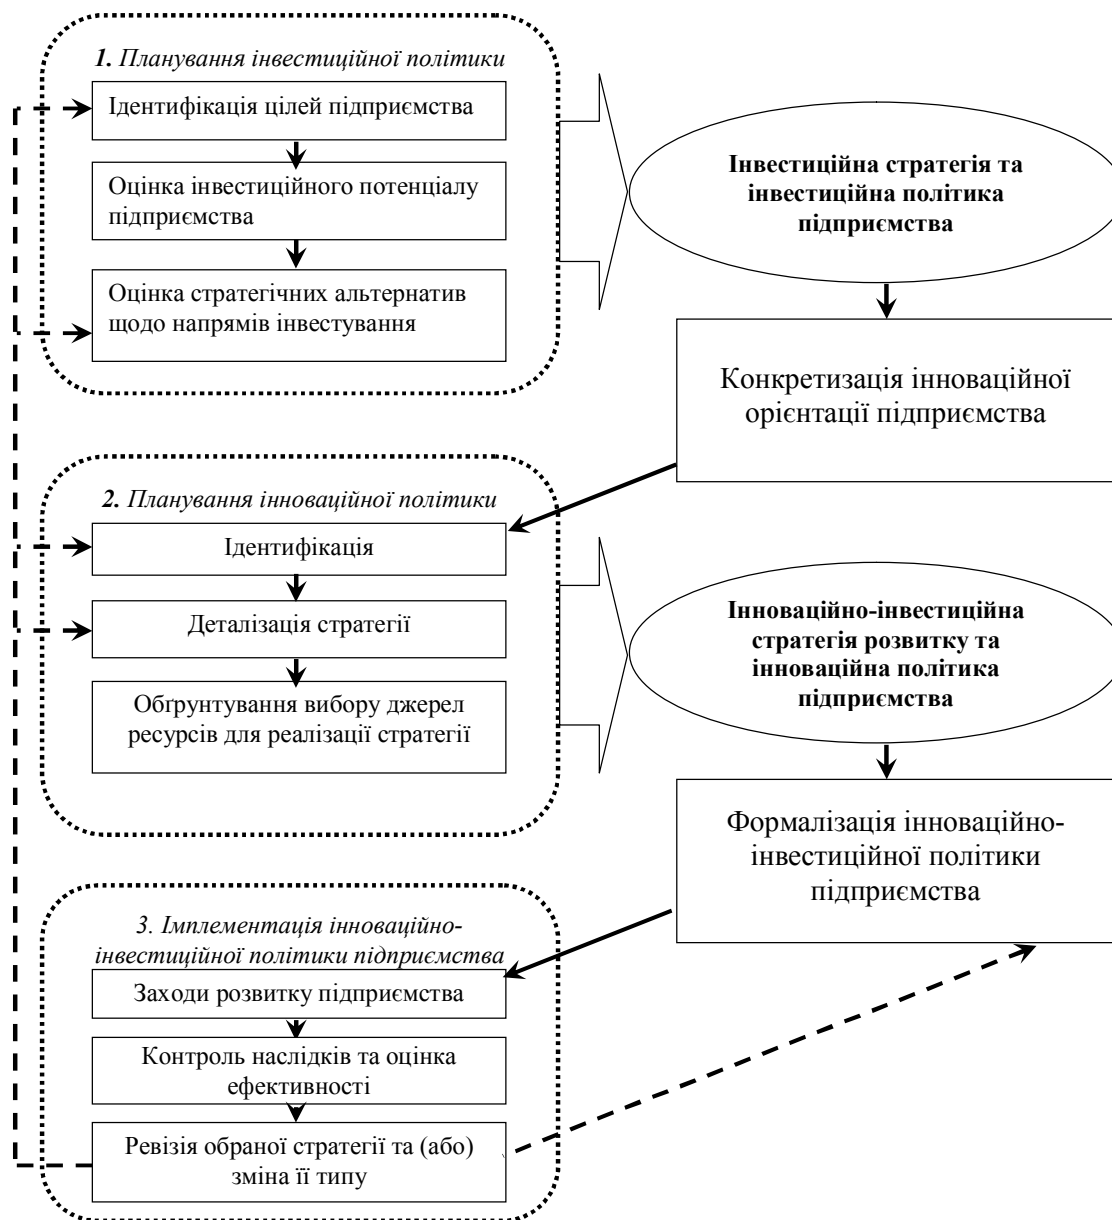 1. Планування інвестиційної політики
Ідентифікація цілей підприємства
Оцінка інвестиційного потенціалу
підприємства
Оцінка стратегічних альтернатив
щодо напрямів інвестування
Інвестиційна стратегія та
інвестиційна політика
підприємства
Конкретизація інноваційної
орієнтації підприємства
2. Планування інноваційної політики
Ідентифікація
Деталізація стратегії
Обґрунтування вибору джерел
ресурсів для реалізації стратегії
Інноваційно-інвестиційна
стратегія розвитку та
інноваційна політика
підприємства
Формалізація інноваційно-
інвестиційної політики
підприємства
3. Імплементація інноваційно-
інвестиційної політики підприємства
Заходи розвитку підприємства
Контроль наслідків та оцінка
ефективності
Ревізія обраної стратегії та (або)
зміна її типу